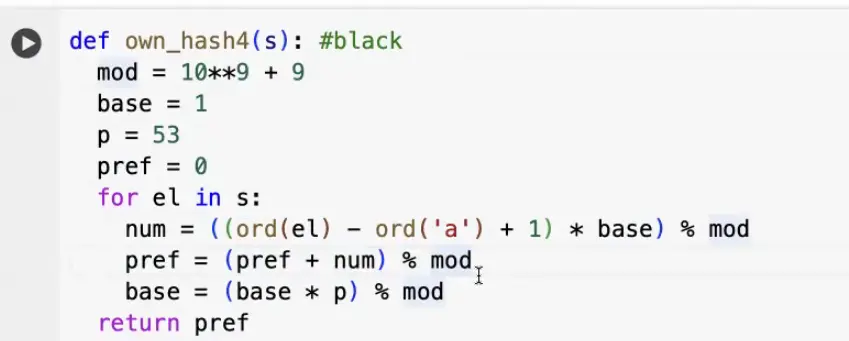 def own_hash4(s): #black
  mod = 10**9 + 9
  base = 1
  p = 53
  pref = 0
  for el in s:
    num = ((ord(el) - ord('a') + 1) * base) % mod
    pref = (pref + num) % mod
    base = (base * p) % mod
  return pref